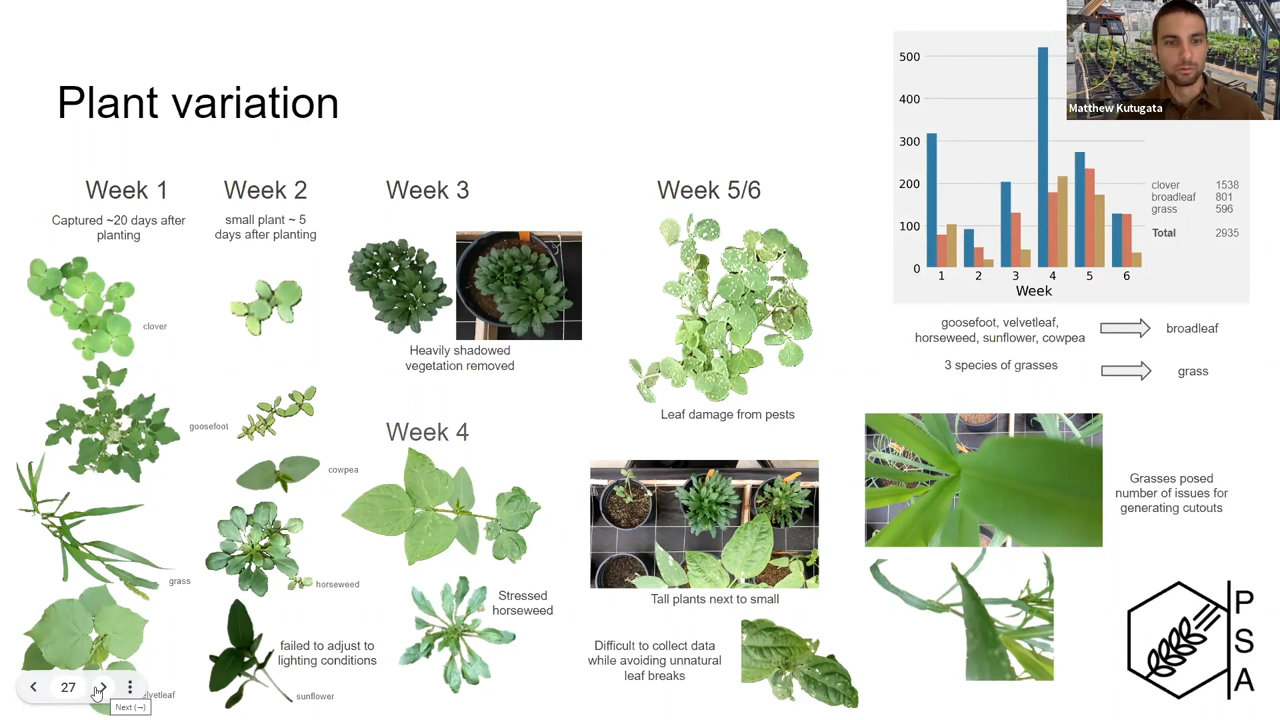 Plant variation
Week 1
Captured ~20 days after
planting
clover
goosefoot
grass
elvetleaf
Week 2
small plant ~ 5
days after planting
cowpea
horseweed
failed to adjust to
lighting conditions
sunflower
Week 3
Heavily shadowed
vegetation removed
Week 4
Stressed
horseweed
Week 5/6
Leaf damage from pests
Tall plants next to small
Difficult to collect data
while avoiding unnatural
leaf breaks
500
400
300
200
100
0
1 2 3 4 5 6
Week
clover 1538
broadleaf 801
grass 596
Total 2935
goosefoot, velvetleaf,
horseweed, sunflower, cowpea
broadleaf
3 species of grasses
grass
Grasses posed
number of issues for
generating cutouts
P
S
A
Matthew Kutugata
27
Next (→)